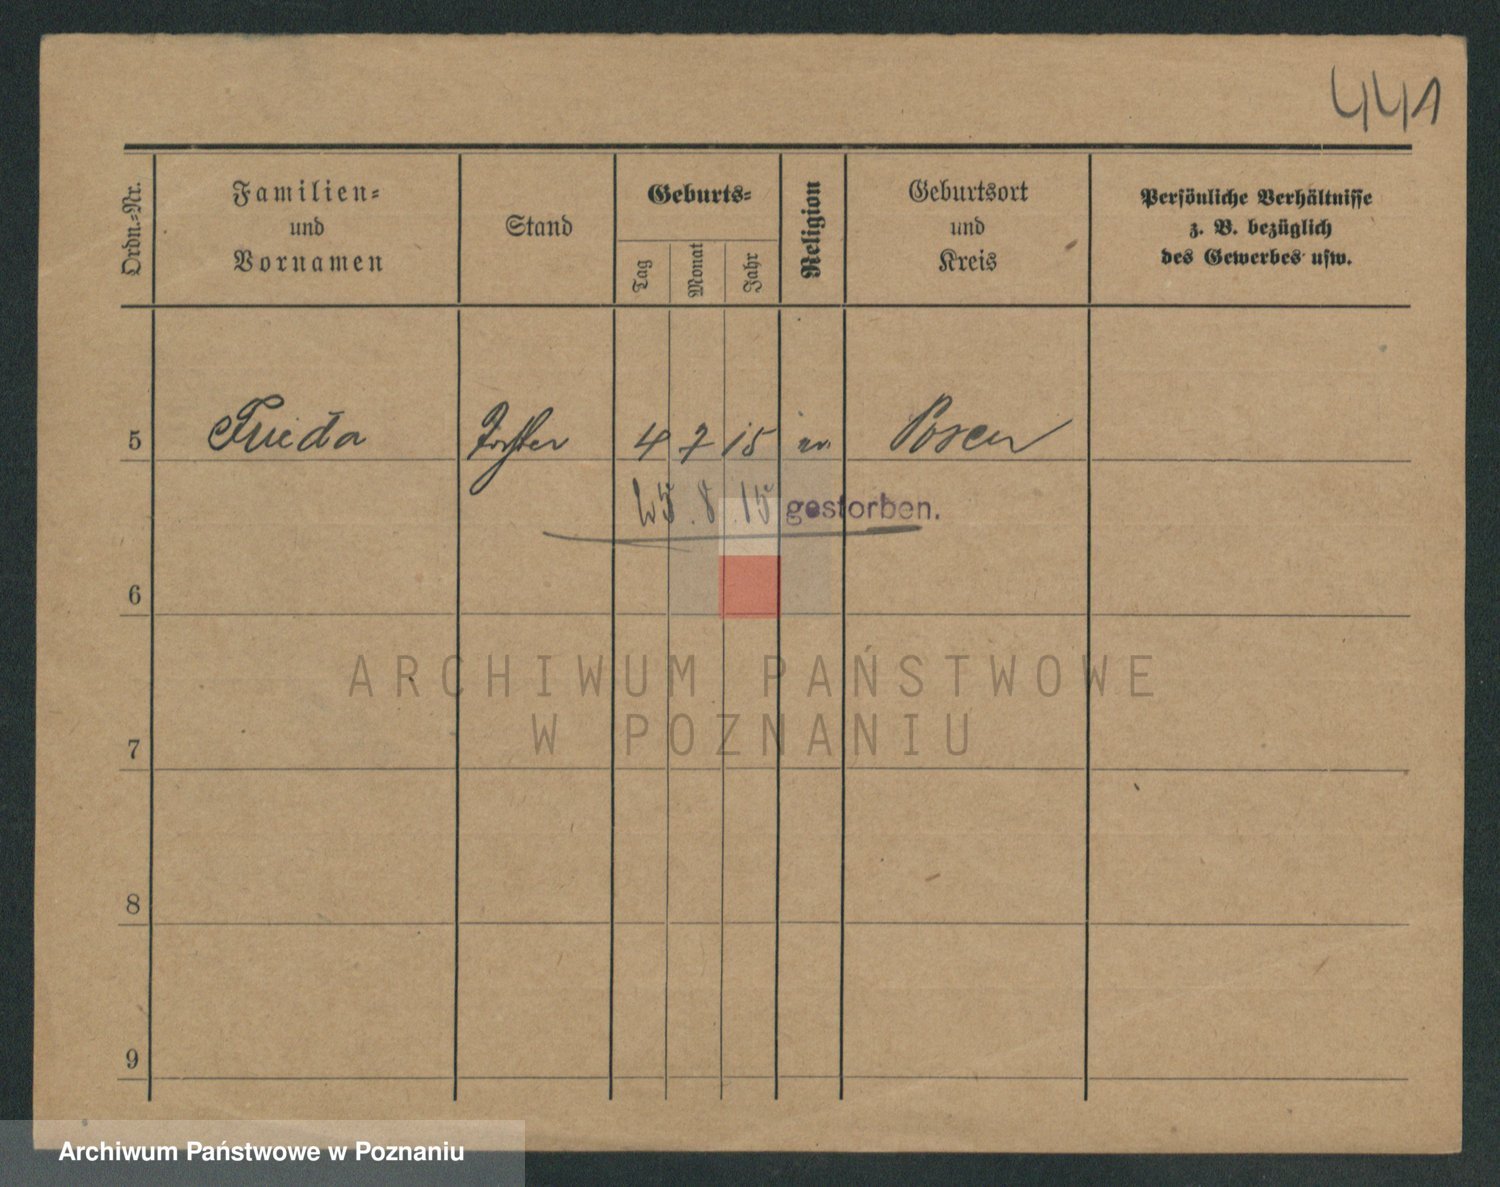 441
Ordn.=Nr.
Familien=
und
Vornamen
Stand
Geburts=
Tag
Monat
Jahr
Religion
Geburtsort
und
Kreis
Persönliche Verhältnisse
z. B. bezüglich
des Gewerbes usw.
5 Frieda Tochter 4 7 15 ev Posen
25. 8. 15 gestorben.
6
ARCHIWUM PAŃSTWOWE
W POZNANIU
7
8
9
Archiwum Państwowe w Poznaniu